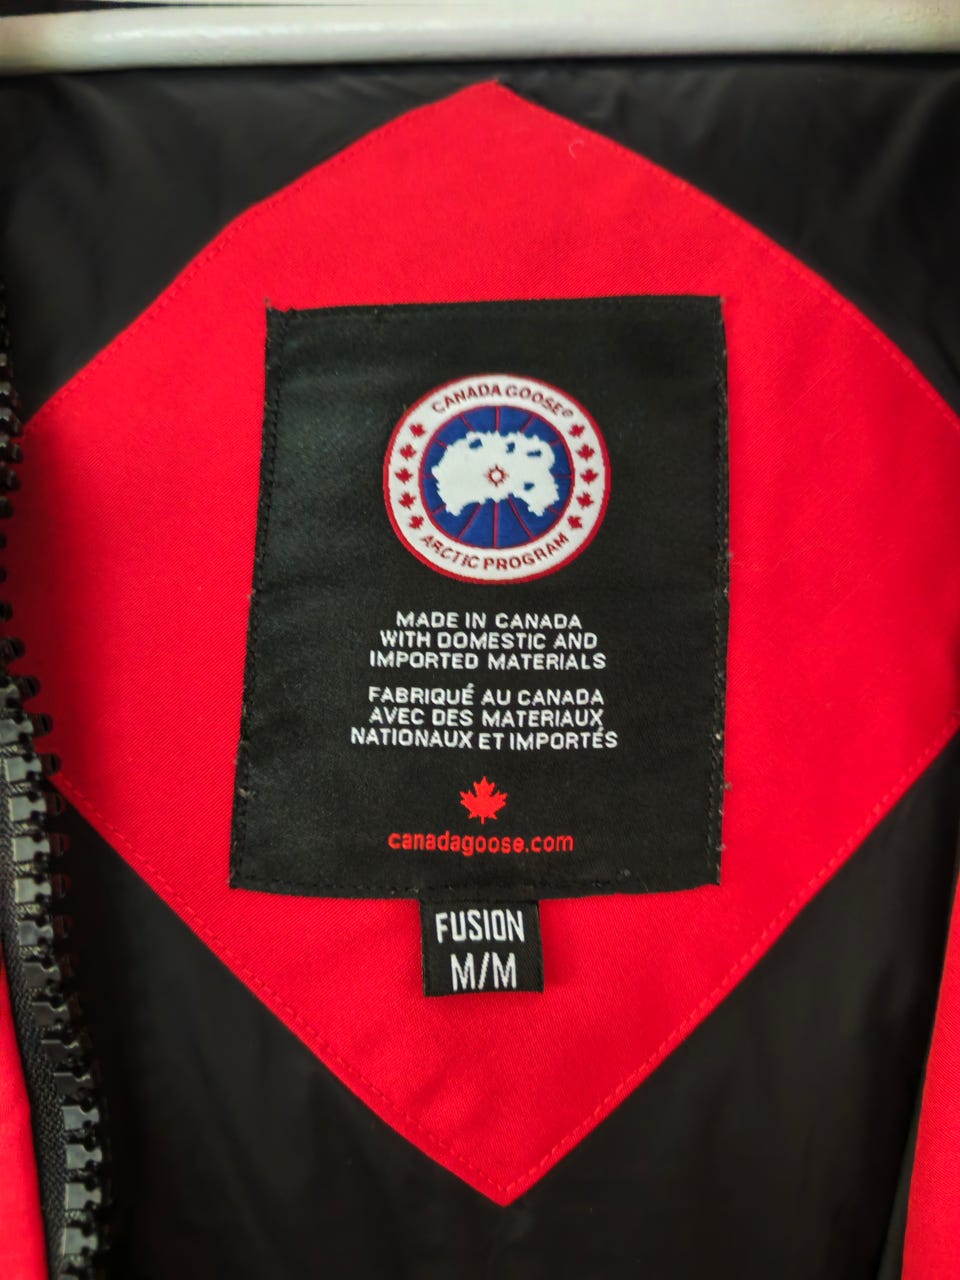 CANADA GOOSE®
ARCTIC PROGRAM
MADE IN CANADA
WITH DOMESTIC AND
IMPORTED MATERIALS
FABRIQUÉ AU CANADA
AVEC DES MATERIAUX
NATIONAUX ET IMPORTÉS
canadagoose.com
FUSION
M/M